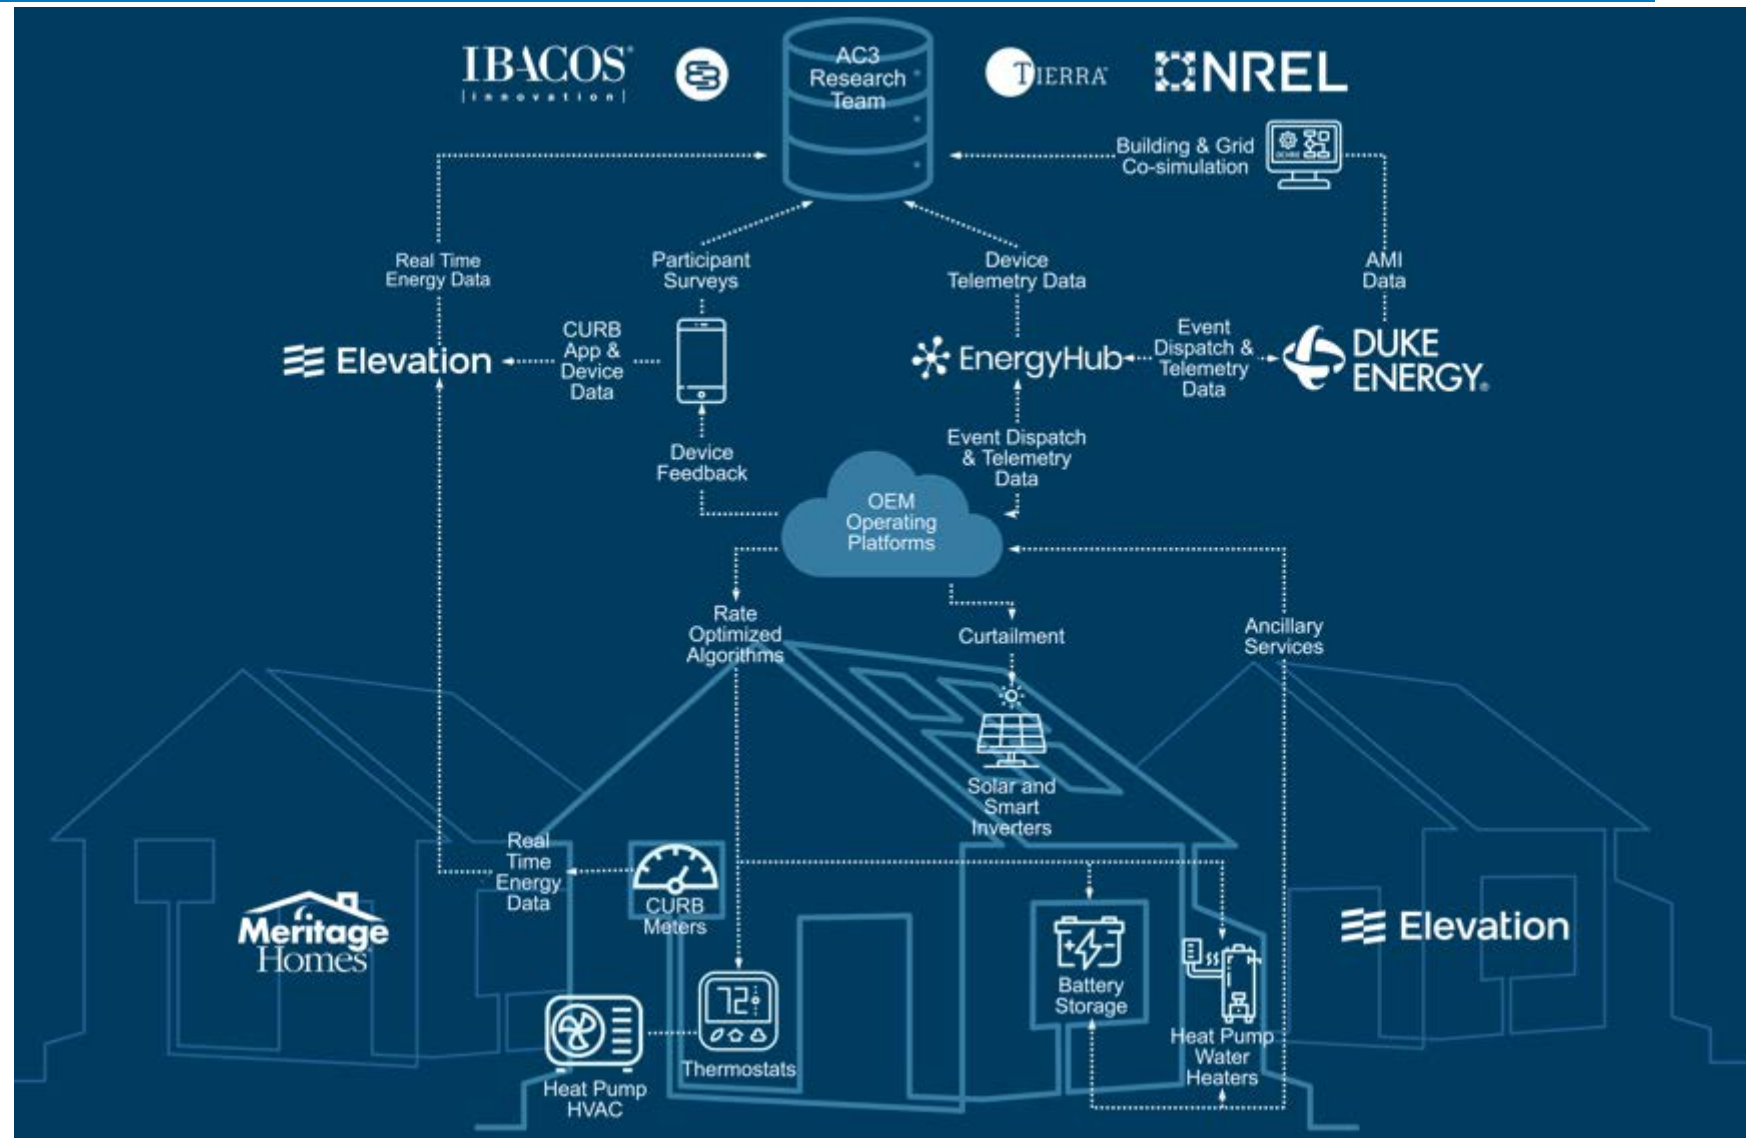 IBACOS®
|innovation|
AC3
Research
Team
TIERRA
NREL
Building & Grid
Co-simulation
Real Time
Energy Data
Participant
Surveys
Device
Telemetry Data
AMI
Data
Elevation
CURB
App &
Device
Data
EnergyHub
Event
Dispatch &
Telemetry
Data
DUKE
ENERGY®
Device
Feedback
Event Dispatch
& Telemetry
Data
OEM
Operating
Platforms
Rate
Optimized
Algorithms
Curtailment
Ancillary
Services
Solar and
Smart
Inverters
Real
Time
Energy
Data
CURB
Meters
Meritage
Homes
Elevation
72
Battery
Storage
Thermostats
Heat Pump
Water
Heaters
Heat Pump
HVAC